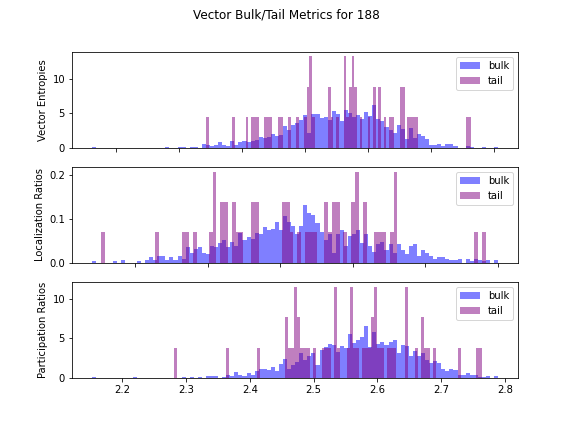 Vector Bulk/Tail Metrics for 188
Vector Entropies
10
5
0
bulk
tail
Localization Ratios
0.2
0.1
0.0
bulk
tail
Participation Ratios
10
5
0
bulk
tail
2.2 2.3 2.4 2.5 2.6 2.7 2.8